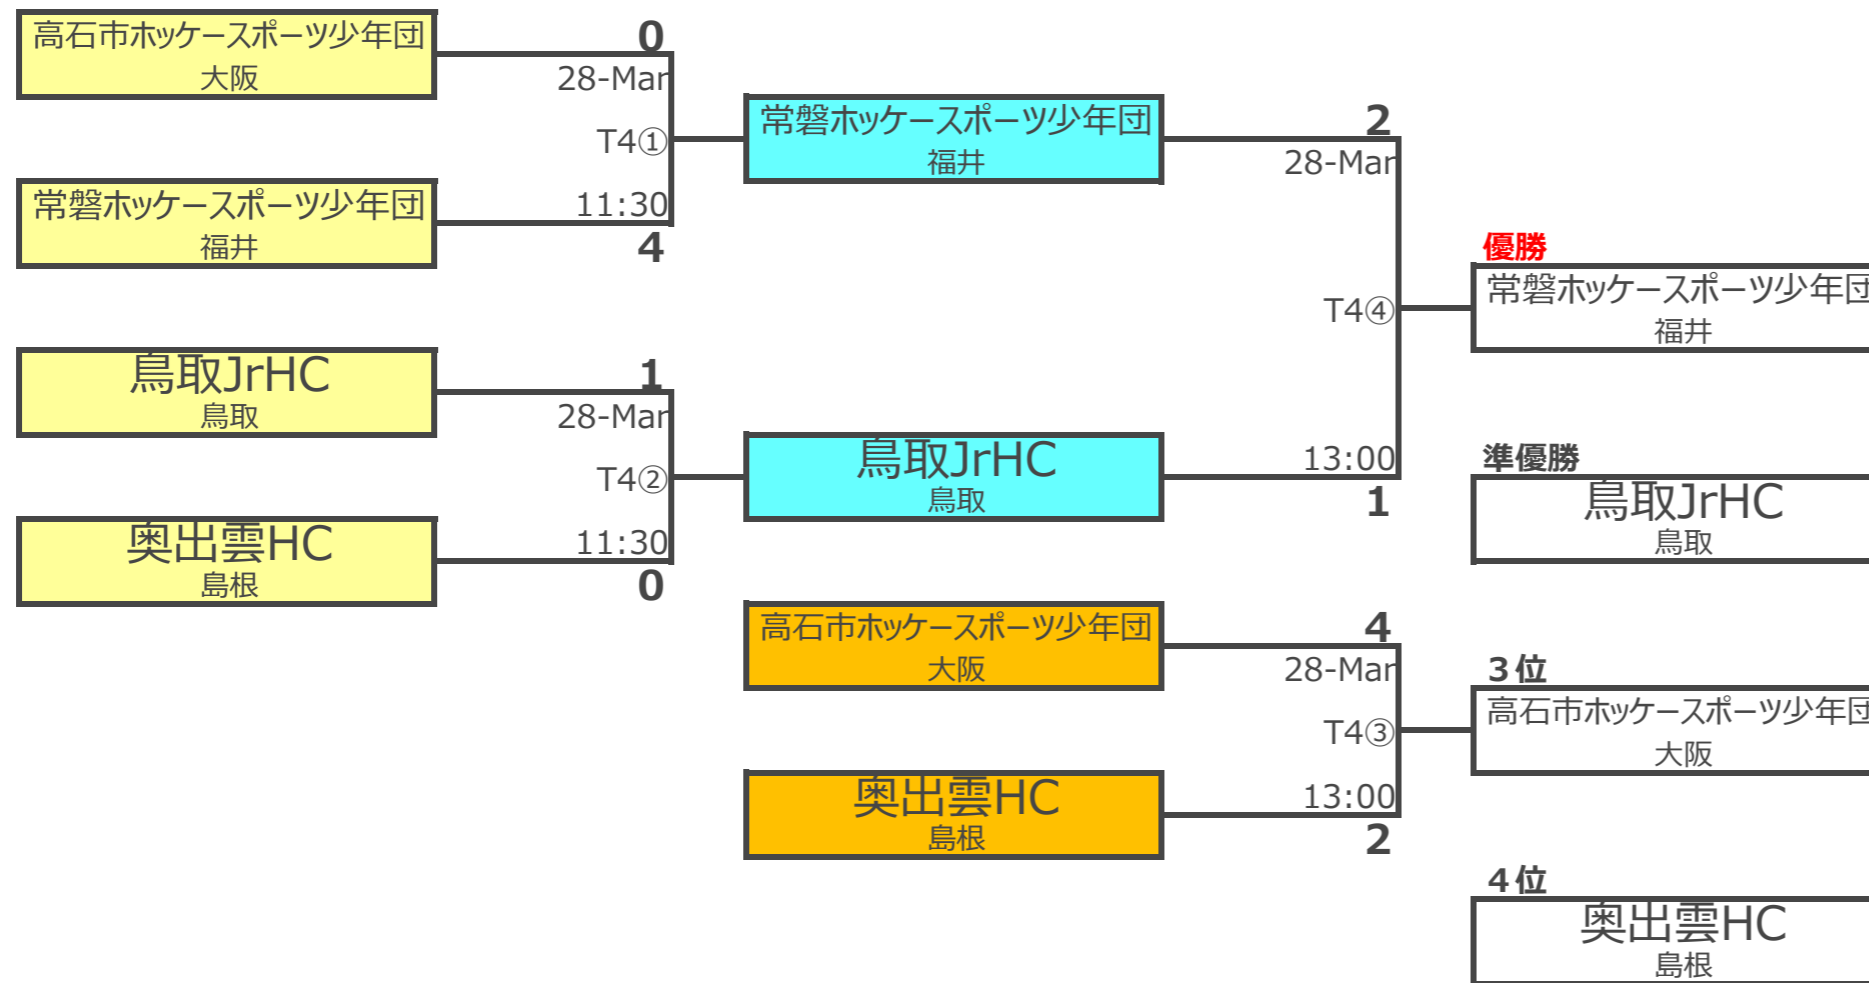 高石市ホッケースポーツ少年団
大阪
0
28-Mar
T4①
常磐ホッケースポーツ少年団
福井
11:30
4
鳥取JrHC
鳥取
1
28-Mar
T4②
奥出雲HC
島根
11:30
0
常磐ホッケースポーツ少年団
福井
2
28-Mar
T4④
鳥取JrHC
鳥取
13:00
1
高石市ホッケースポーツ少年団
大阪
4
28-Mar
T4③
奥出雲HC
島根
13:00
2
優勝
常磐ホッケースポーツ少年団
福井
準優勝
鳥取JrHC
鳥取
３位
高石市ホッケースポーツ少年団
大阪
４位
奥出雲HC
島根